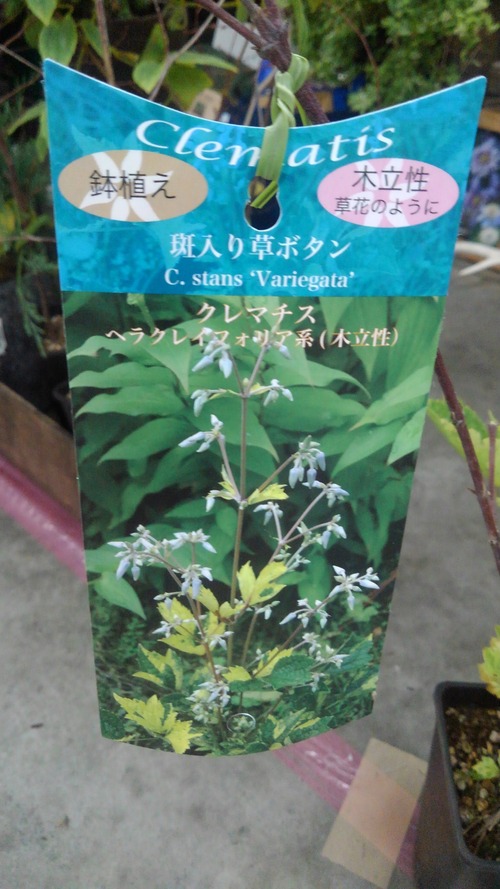 Clematis
鉢植え
木立性
草花のように
斑入り草ボタン
C. stans ‘Variegata’
クレマチス
ヘラクレイフォリア系(木立性)